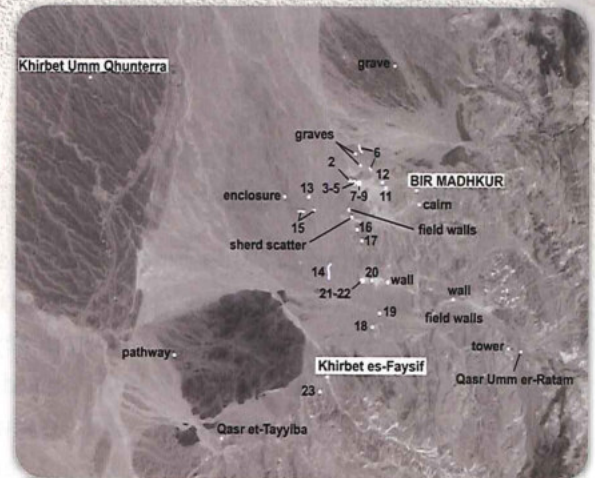 Khirbet Umm Qhunterra
grave
graves
6
2
12
3-5
BIR MADHKUR
enclosure
13
7-9
11
cairn
15
field walls
sherd scatter
16
17
14
20
wall
21-22
wall
19
field walls
18
pathway
tower
Khirbet es-Faysif
Qasr Umm er-Ratam
23
Qasr et-Tayyiba